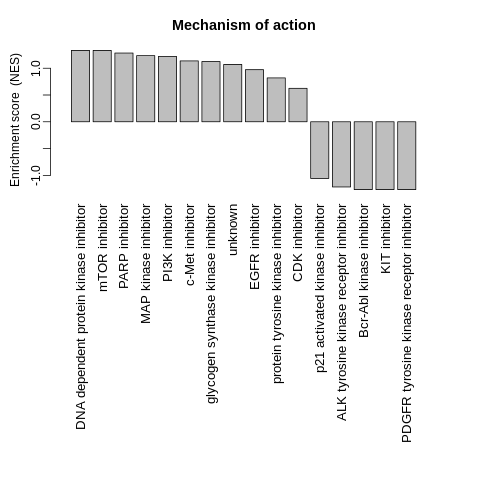 Mechanism of action
Enrichment score  (NES)
1.0
0.0
-1.0
DNA dependent protein kinase inhibitor
mTOR inhibitor
PARP inhibitor
MAP kinase inhibitor
PI3K inhibitor
c-Met inhibitor
glycogen synthase kinase inhibitor
unknown
EGFR inhibitor
protein tyrosine kinase inhibitor
CDK inhibitor
p21 activated kinase inhibitor
ALK tyrosine kinase receptor inhibitor
Bcr-Abl kinase inhibitor
KIT inhibitor
PDGFR tyrosine kinase receptor inhibitor